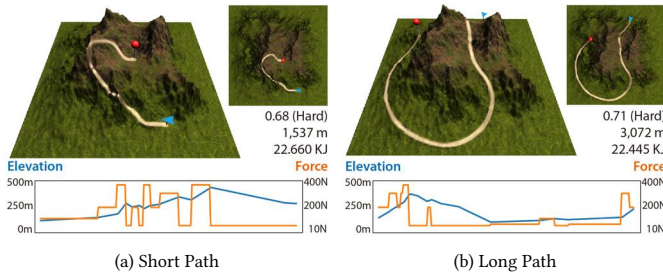 0.68 (Hard)
1,537 m
22.660 KJ
Elevation
Force
500m
250m
0m
400N
200N
10N
(a) Short Path
0.71 (Hard)
3,072 m
22.445 K.
Elevation
Force
500m
250m
0m
400N
200N
10N
(b) Long Path